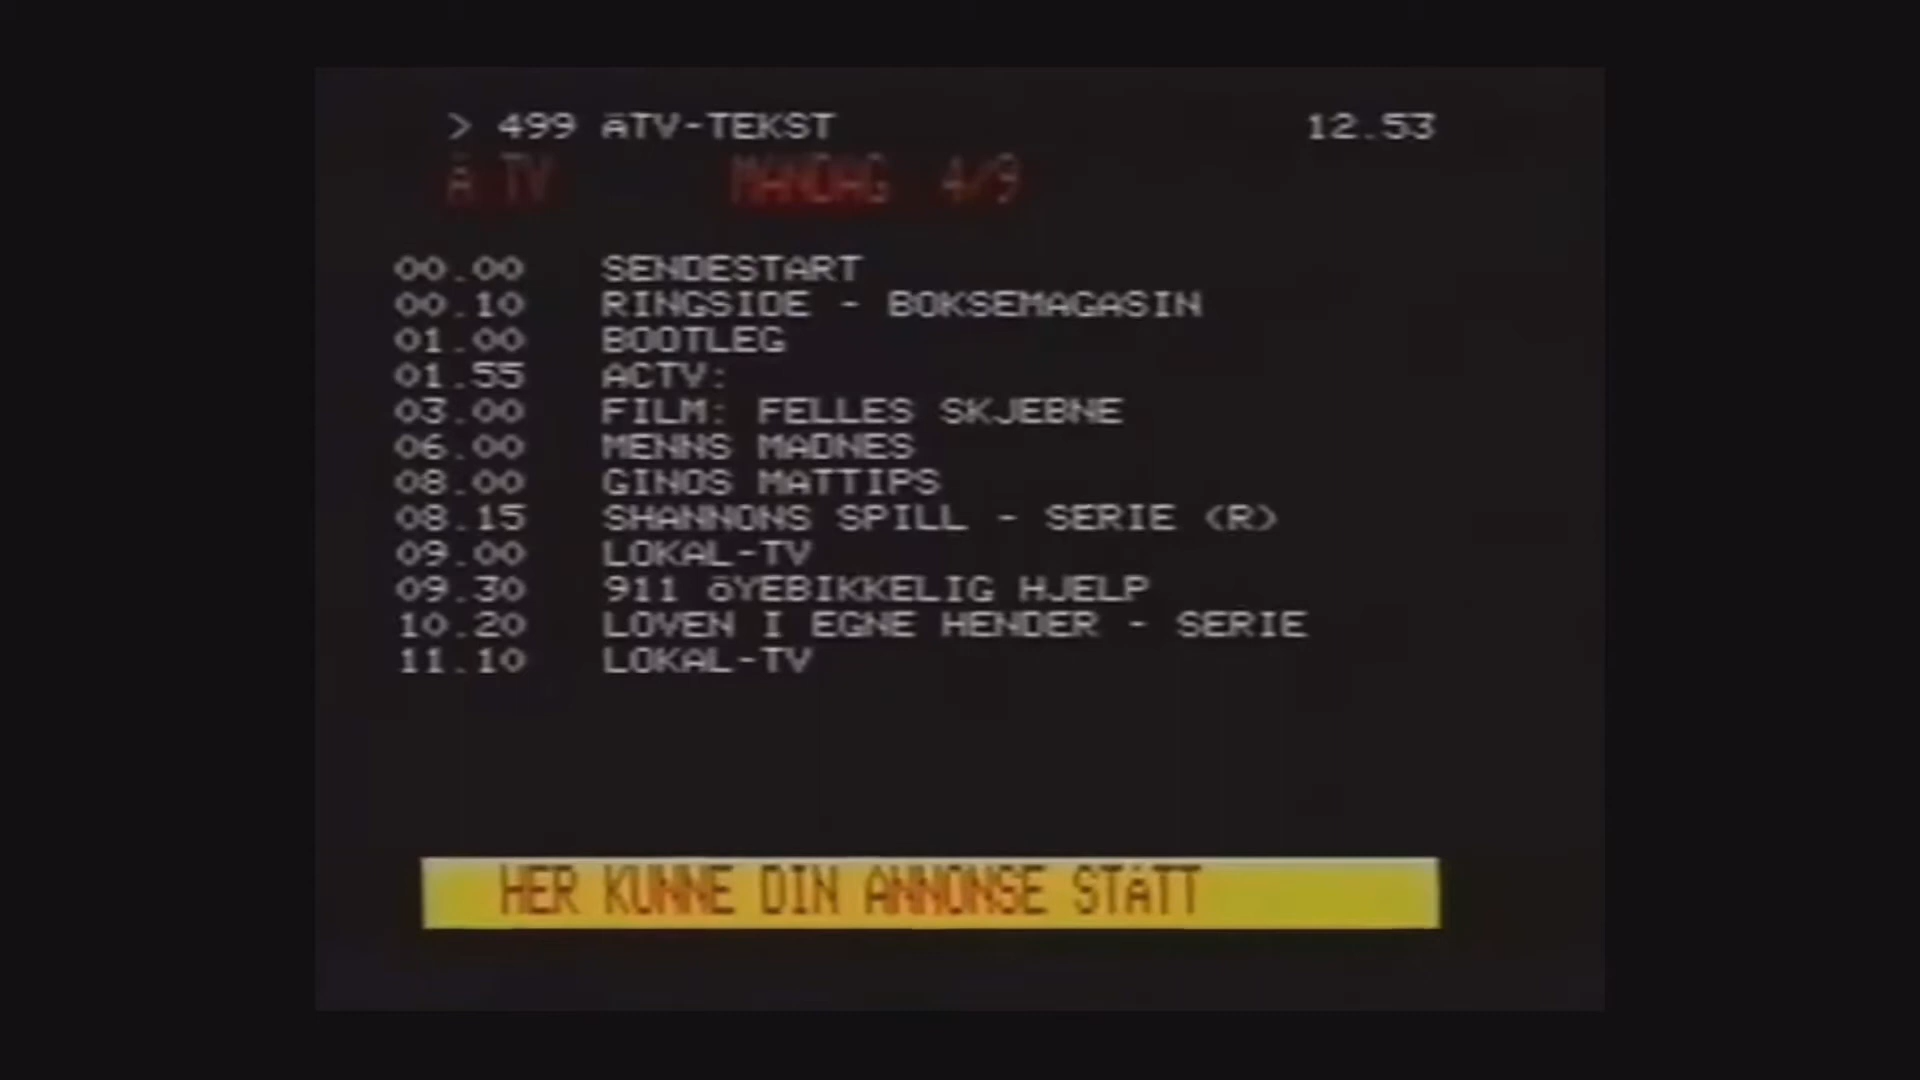 > 499 äTV-TEKST 12.53
Ä TV MANDAG 4/9
00.00 SENDESTART
00.10 RINGSIDE - BOKSEMAGASIN
01.00 BOOTLEG
01.55 ACTV:
03.00 FILM: FELLES SKJEBNE
06.00 MENNS MADNES
08.00 GINOS MATTIPS
08.15 SHANNONS SPILL - SERIE (R)
09.00 LOKAL-TV
09.30 911 öYEBIKKELIG HJELP
10.20 LOVEN I EGNE HENDER - SERIE
11.10 LOKAL-TV
HER KUNNE DIN ANNONSE STÄTT